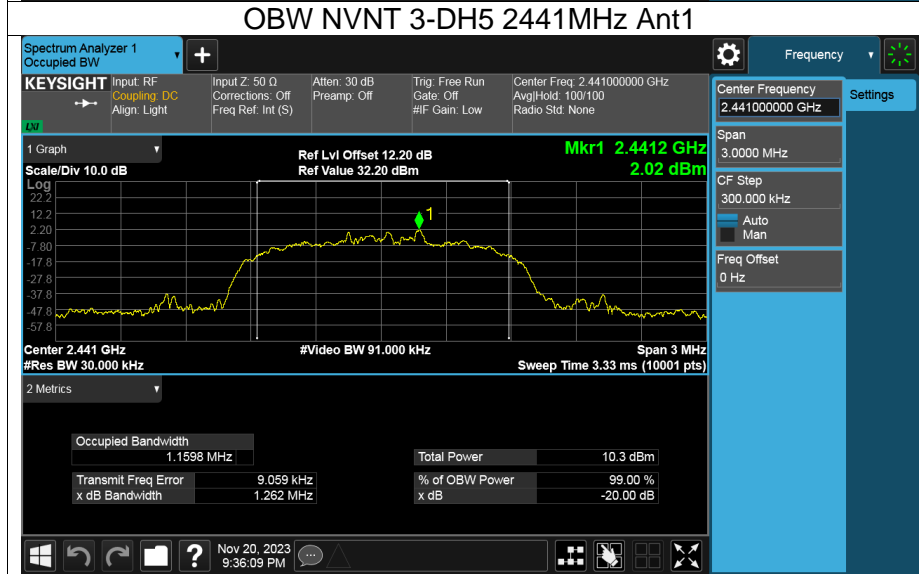 OBW NVNT 3-DH5 2441MHz Ant1
Spectrum Analyzer 1
Occupied BW
+
Frequency
KEYSIGHT
LXI
Input: RF
Coupling: DC
Align: Light
Input Z: 50 Ω
Corrections: Off
Freq Ref: Int (S)
Atten: 30 dB
Preamp: Off
Trig: Free Run
Gate: Off
#IF Gain: Low
Center Freq: 2.441000000 GHz
Avg|Hold: 100/100
Radio Std: None
Center Frequency
2.441000000 GHz
Settings
Span
3.0000 MHz
CF Step
300.000 kHz
Auto
Man
Freq Offset
0 Hz
1 Graph
Scale/Div 10.0 dB
Ref Lvl Offset 12.20 dB
Ref Value 32.20 dBm
Mkr1 2.4412 GHz
2.02 dBm
Log
22.2
12.2
2.20
-7.80
-17.8
-27.8
-37.8
-47.8
-57.8
1
Center 2.441 GHz
#Res BW 30.000 kHz
#Video BW 91.000 kHz
Span 3 MHz
Sweep Time 3.33 ms (10001 pts)
2 Metrics
Occupied Bandwidth
1.1598 MHz
Total Power 10.3 dBm
Transmit Freq Error 9.059 kHz
% of OBW Power 99.00 %
x dB Bandwidth 1.262 MHz
x dB -20.00 dB
?
Nov 20, 2023
9:36:09 PM